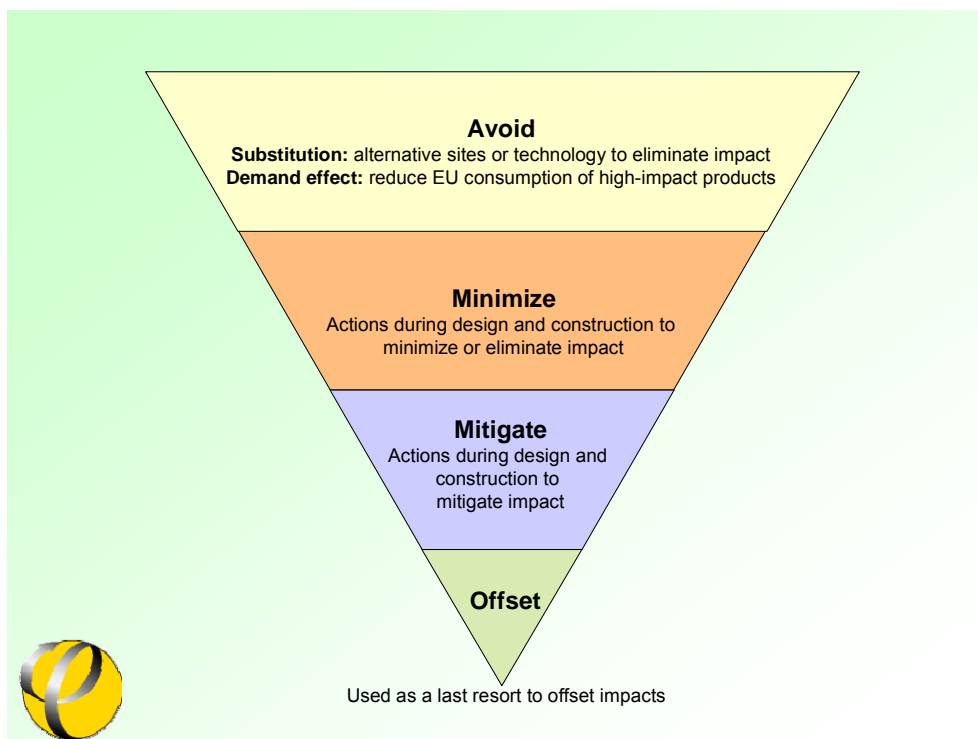 Avoid
Substitution: alternative sites or technology to eliminate impact
Demand effect: reduce EU consumption of high-impact products
Minimize
Actions during design and construction to
minimize or eliminate impact
Mitigate
Actions during design and
construction to
mitigate impact
Offset
Used as a last resort to offset impacts